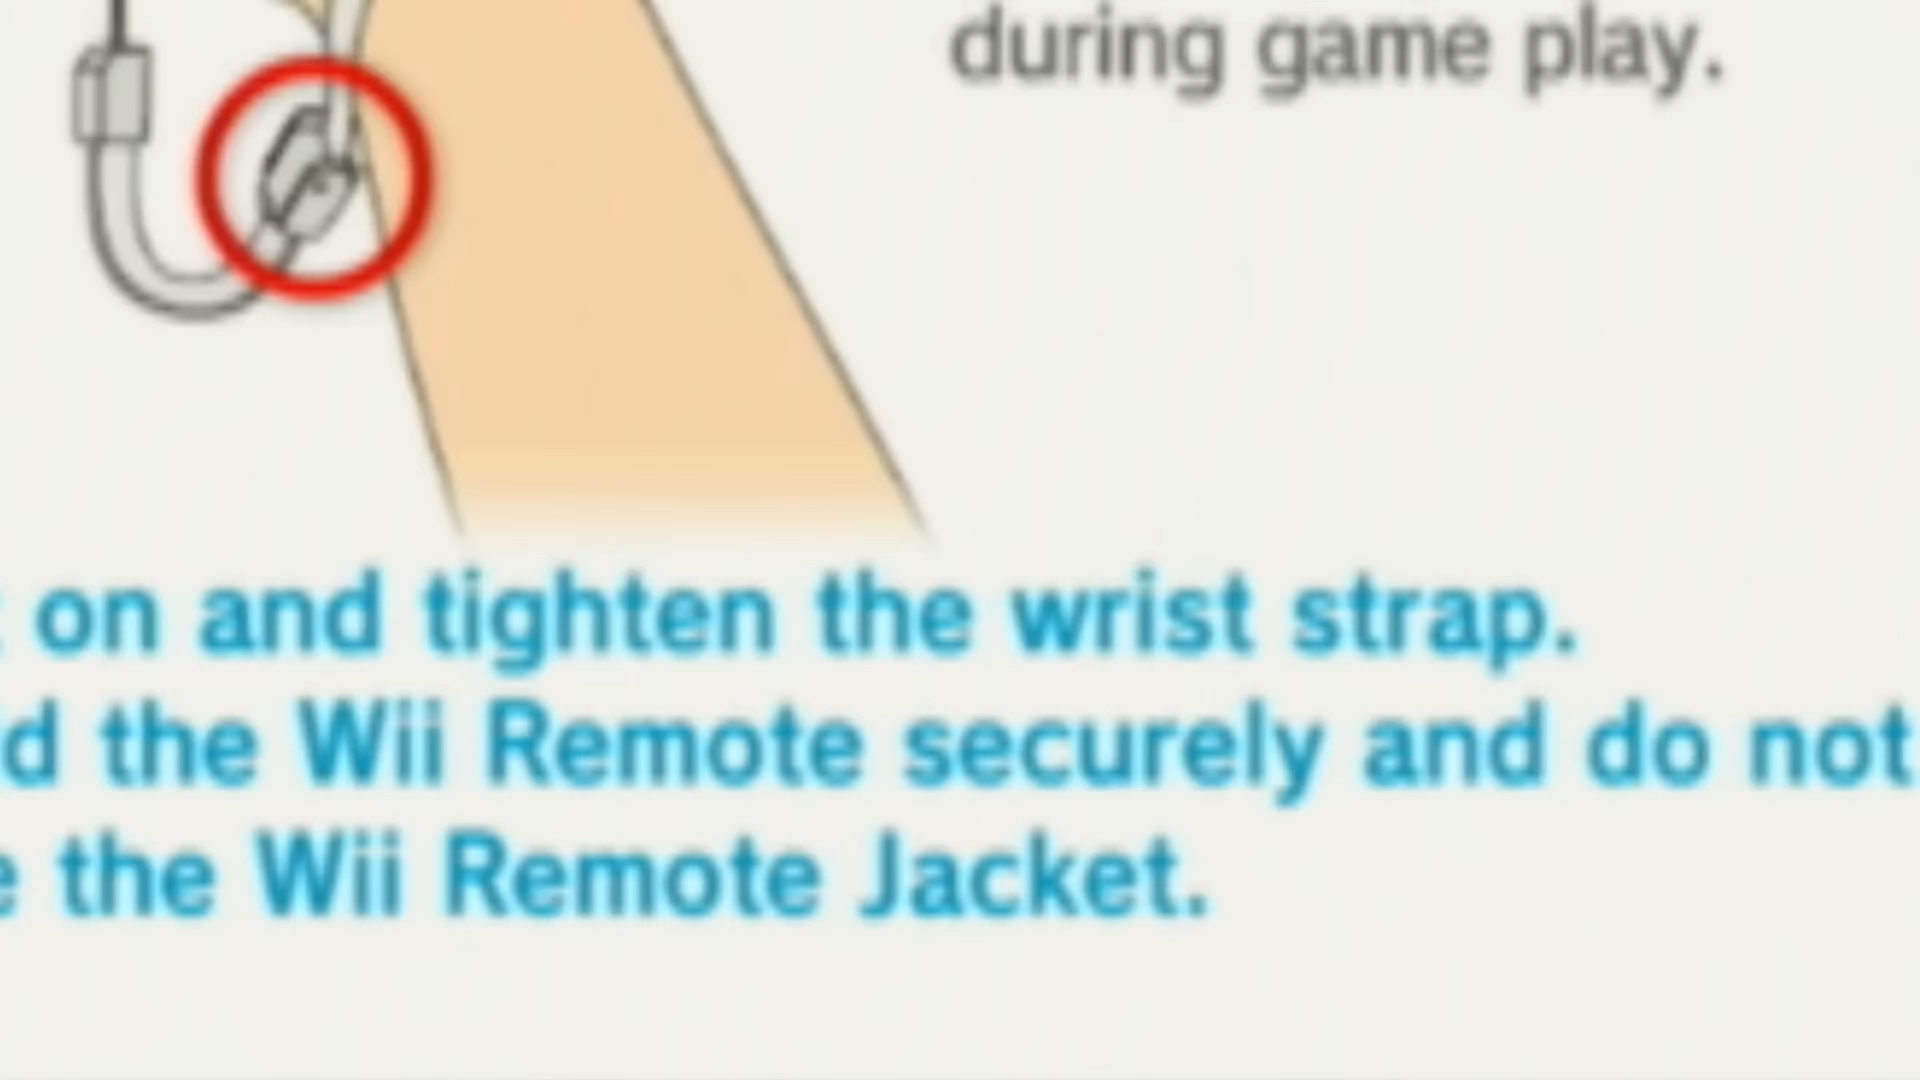 during game play.
on and tighten the wrist strap.
the Wii Remote securely and do not
the Wii Remote Jacket.